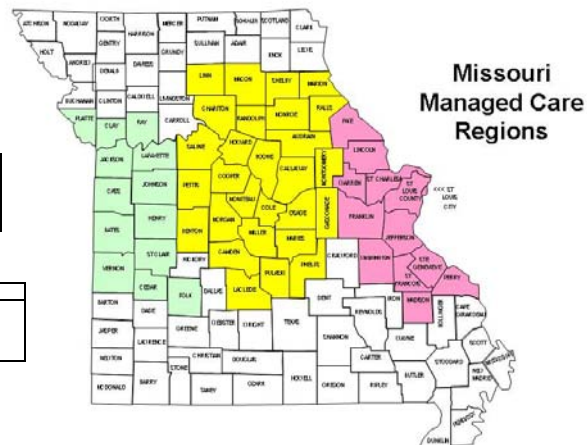 Missouri
Managed Care
Regions
ATCHISON
NODAWAY
WORTH
HARRISON
MERCER
PUTNAM
SCOTLAND
CLARK
HOLT
GENTRY
GRUNDY
SULLIVAN
ADAIR
KNOX
LEWIS
DEKALB
DAVIESS
LINN
MACON
SHELBY
MARION
BUCHANAN
CLINTON
CALDWELL
LIVINGSTON
CHARITON
RANDOLPH
MONROE
RALLS
PLATTE
CLAY
RAY
CARROLL
AUDRAIN
PIKE
JACKSON
LAFAYETTE
SALINE
HOWARD
BOONE
CALLAWAY
MONTGOMERY
LINCOLN
WARREN
ST CHARLES
ST
LOUIS
COUNTY
<<< ST
LOUIS
CITY
CASS
JOHNSON
PETTIS
COOPER
MONITEAU
COLE
OSAGE
GASCONADE
FRANKLIN
JEFFERSON
BATES
HENRY
BENTON
MORGAN
MILLER
MARIES
VERNON
ST CLAIR
HICKORY
CAMDEN
PULASKI
PHELPS
CRAWFORD
WASHINGTON
STE
GENEVIEVE
ST
FRANCOIS
PERRY
CEDAR
POLK
DALLAS
LACLEDE
DENT
IRON
MADISON
BOLLINGER
CAPE
GIRARDEAU
BARTON
DADE
GREENE
WEBSTER
WRIGHT
TEXAS
REYNOLDS
WAYNE
SCOTT
JASPER
LAWRENCE
CHRISTIAN
DOUGLAS
SHANNON
CARTER
STODDARD
MISSISSIPPI
NEWTON
STONE
HOWELL
OREGON
RIPLEY
BUTLER
NEW
MADRID
MCDONALD
BARRY
TANEY
OZARK
PEMISCOT
DUNKLIN